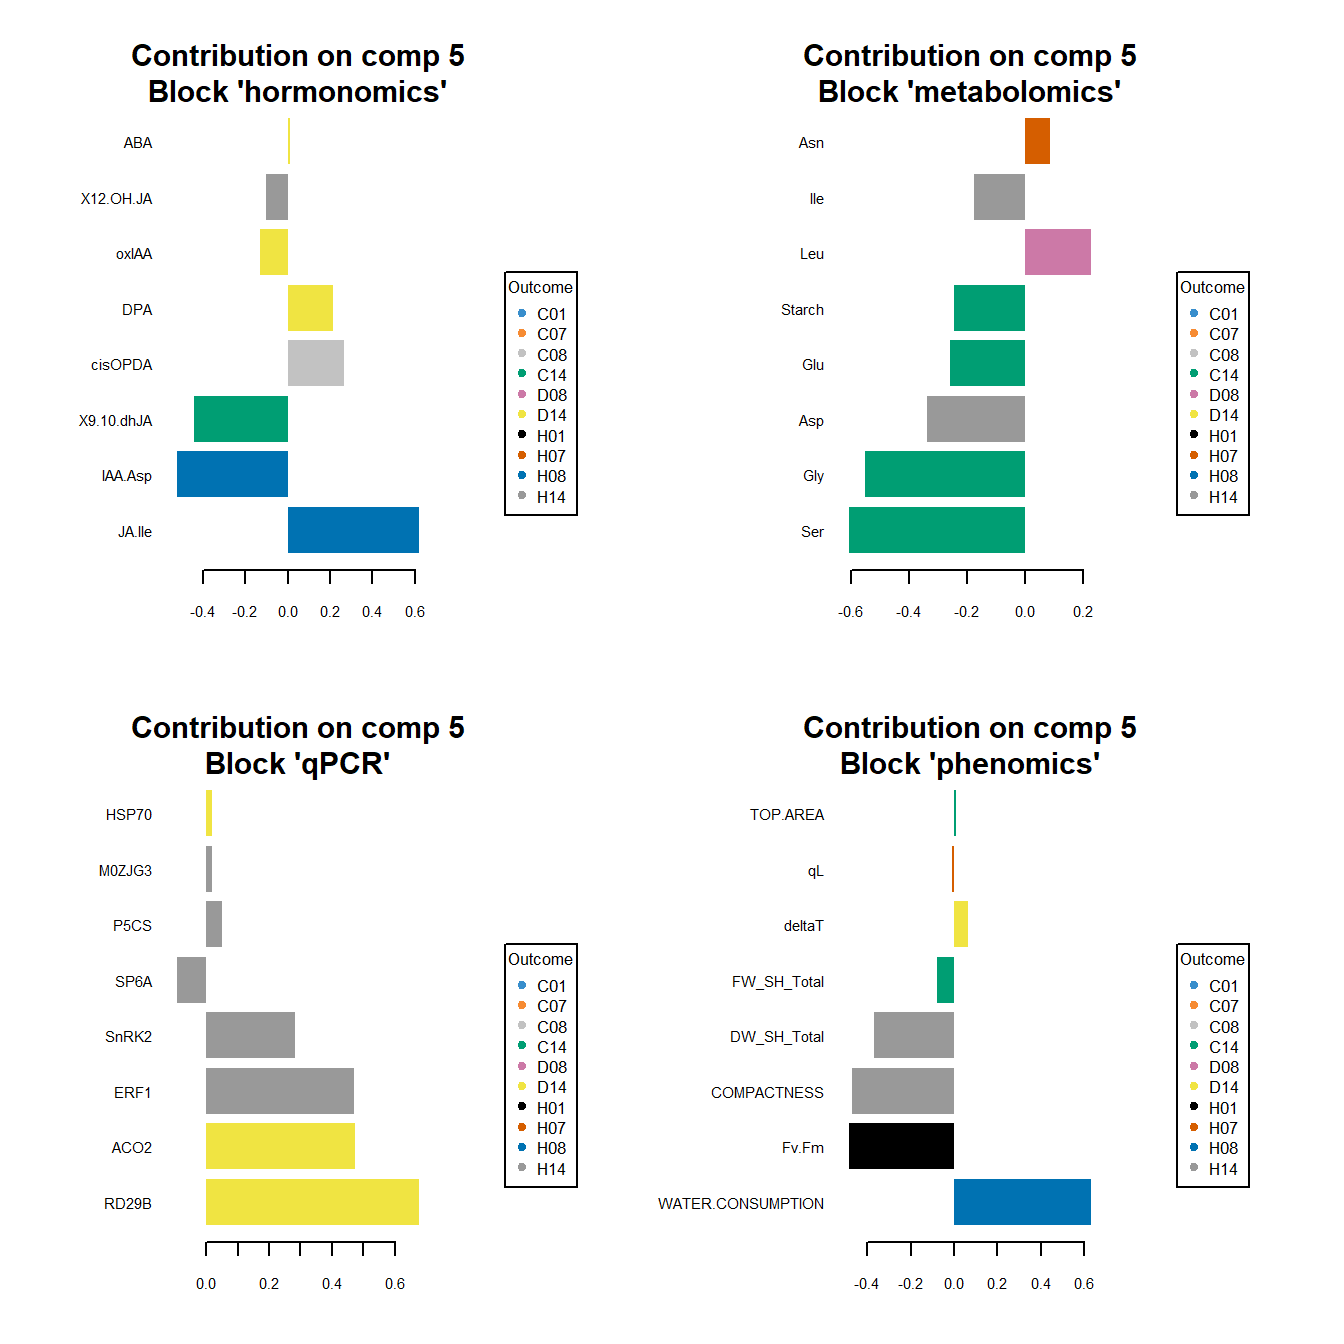 Contribution on comp 5
Block 'hormonomics'
ABA
X12.OH.JA
oxIAA
DPA
cisOPDA
X9.10.dhJA
IAA.Asp
JA.Ile
-0.4 -0.2 0.0 0.2 0.4 0.6
Outcome
C01
C07
C08
C14
D08
D14
H01
H07
H08
H14
Contribution on comp 5
Block 'metabolomics'
Asn
Ile
Leu
Starch
Glu
Asp
Gly
Ser
-0.6 -0.4 -0.2 0.0 0.2
Outcome
C01
C07
C08
C14
D08
D14
H01
H07
H08
H14
Contribution on comp 5
Block 'qPCR'
HSP70
M0ZJG3
P5CS
SP6A
SnRK2
ERF1
ACO2
RD29B
0.0 0.2 0.4 0.6
Outcome
C01
C07
C08
C14
D08
D14
H01
H07
H08
H14
Contribution on comp 5
Block 'phenomics'
TOP.AREA
qL
deltaT
FW_SH_Total
DW_SH_Total
COMPACTNESS
Fv.Fm
WATER.CONSUMPTION
-0.4 -0.2 0.0 0.2 0.4 0.6
Outcome
C01
C07
C08
C14
D08
D14
H01
H07
H08
H14